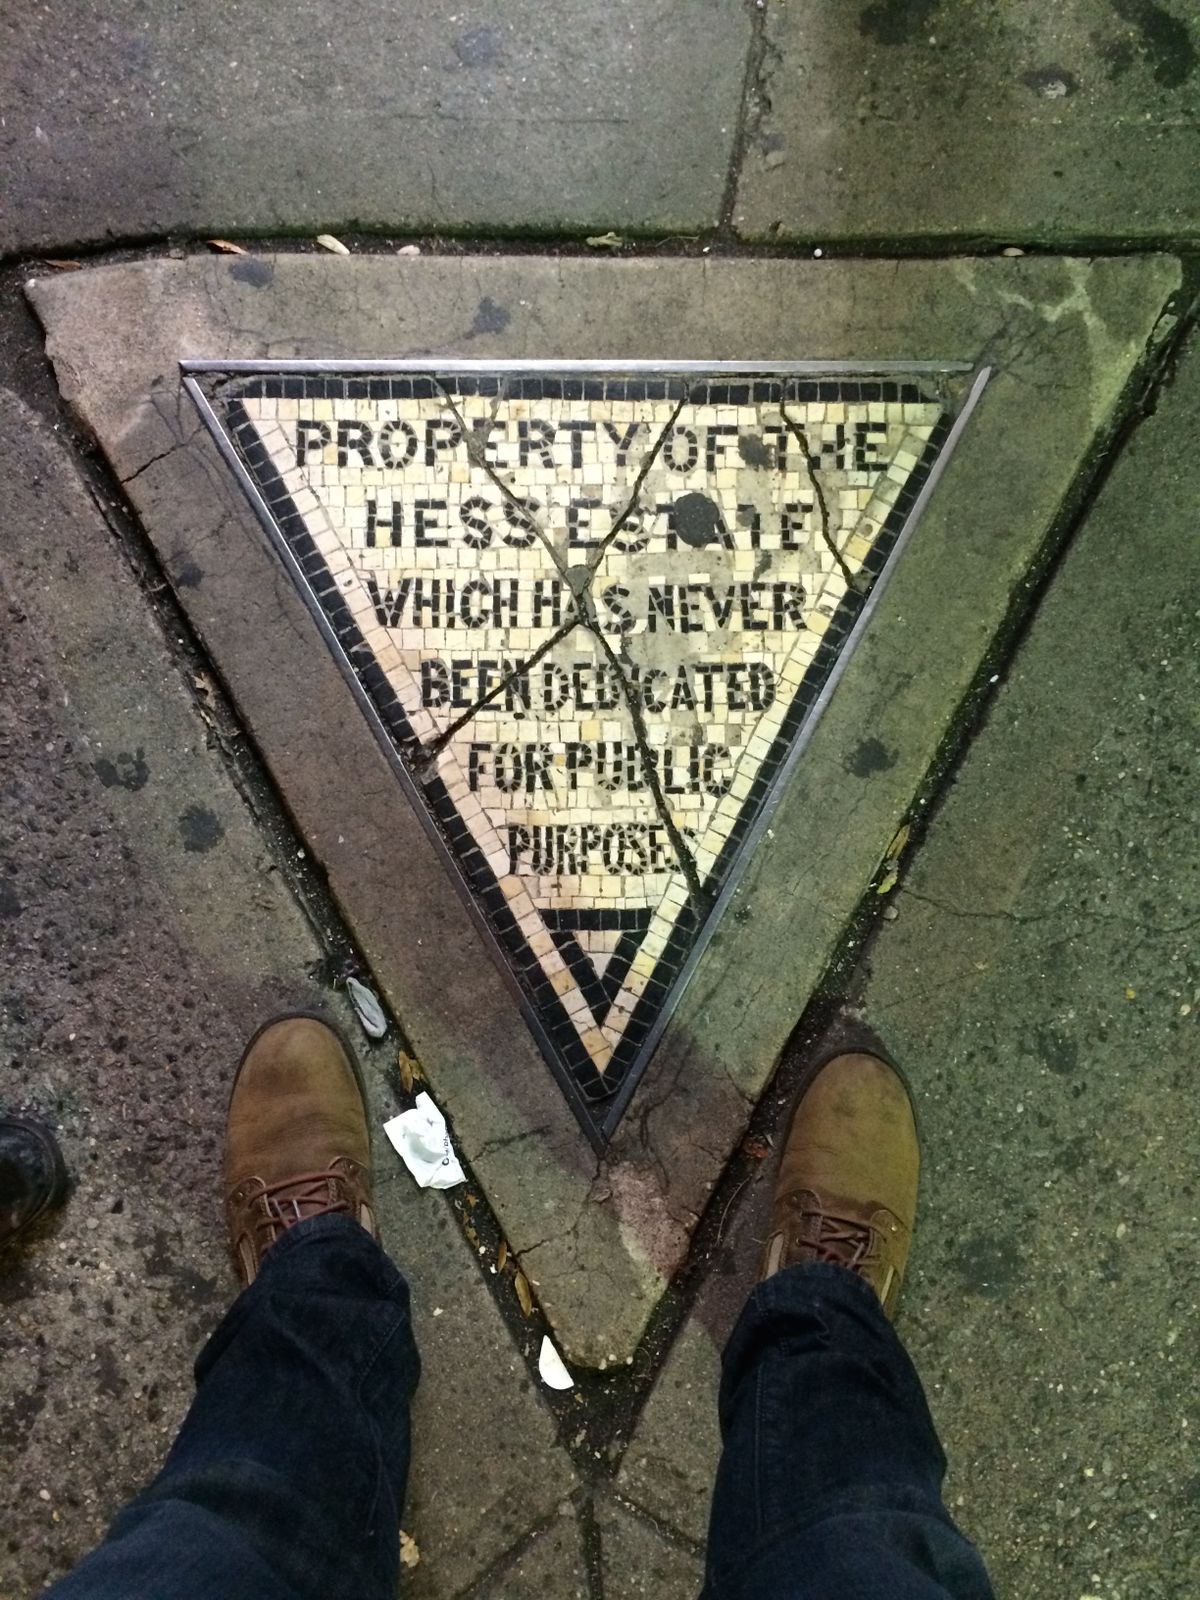 PROPERTY OF THE
HESS ESTATE
WHICH HAS NEVER
BEEN DEDICATED
FOR PUBLIC
PURPOSES